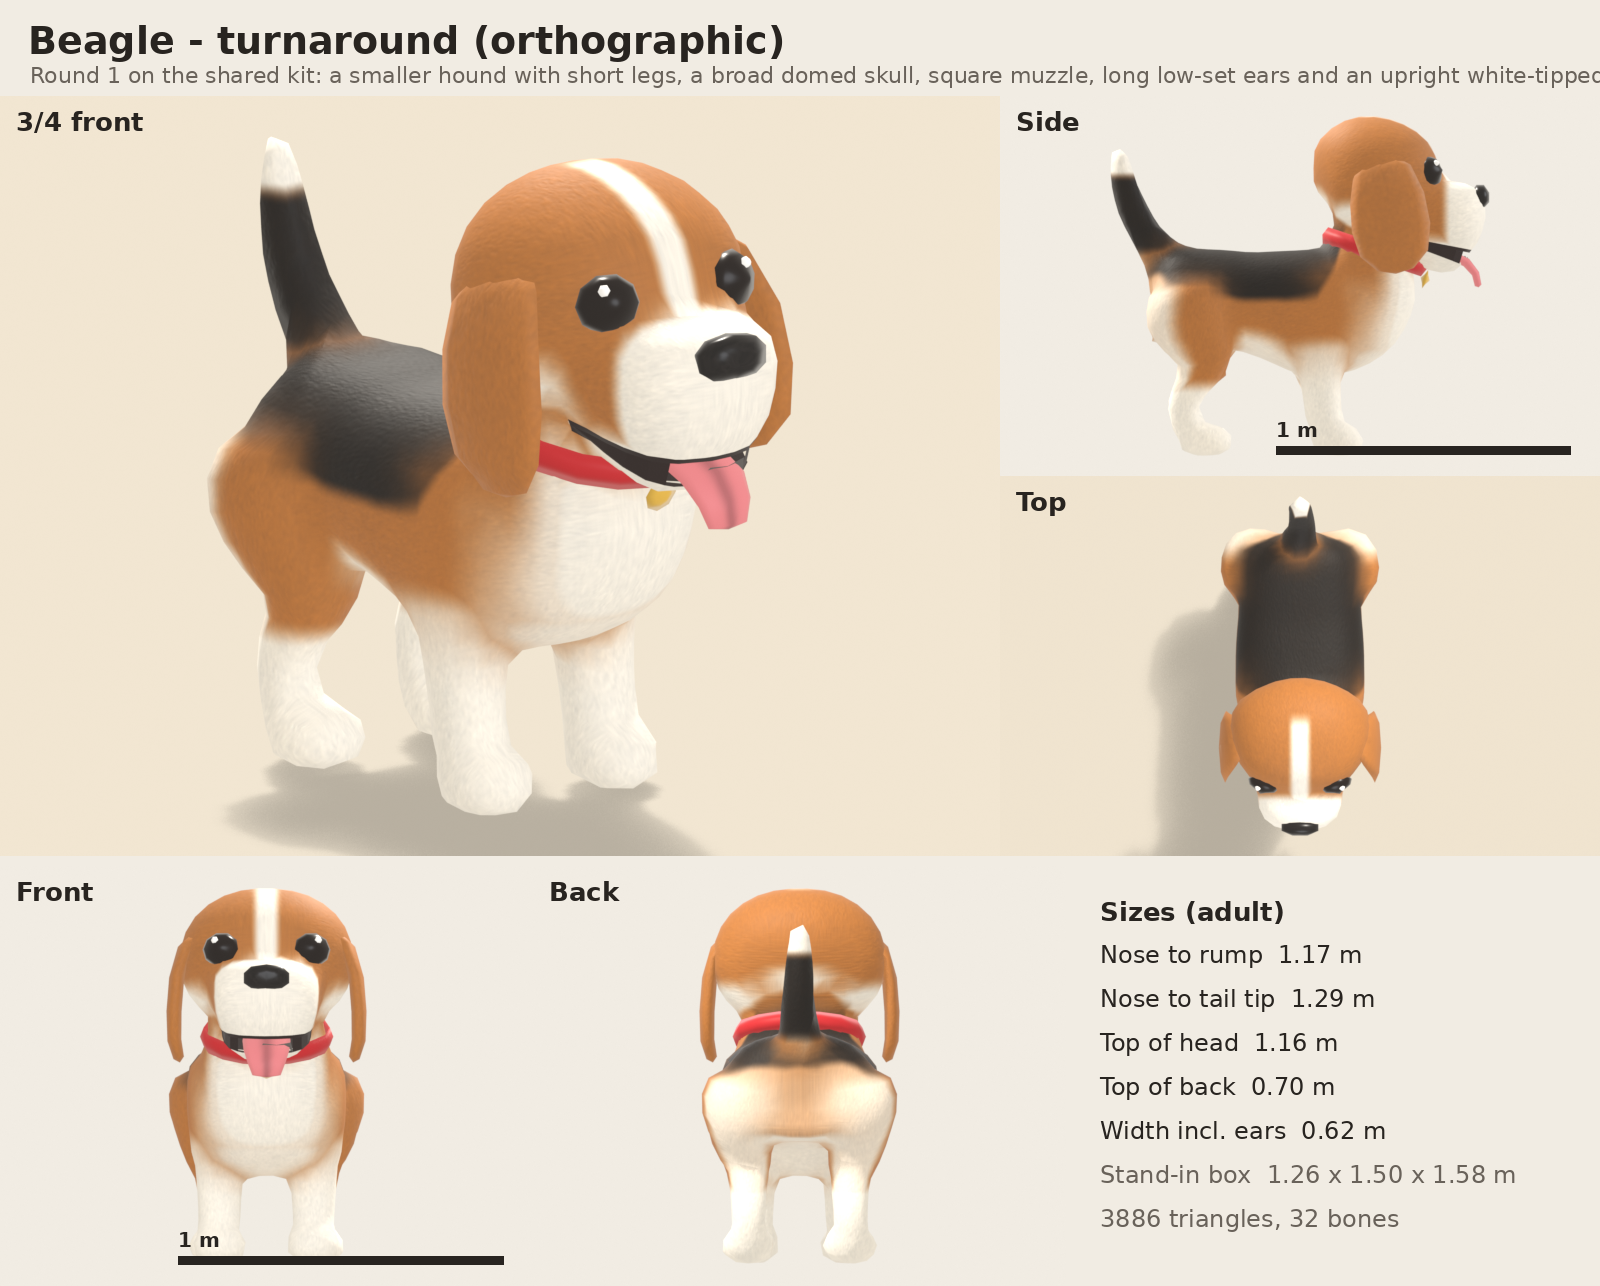 Beagle - turnaround (orthographic)
Round 1 on the shared kit: a smaller hound with short legs, a broad domed skull, square muzzle, long low-set ears and an upright white-tipped
3/4 front
Side
1 m
Top
Front
1 m
Back
Sizes (adult)
Nose to rump 1.17 m
Nose to tail tip 1.29 m
Top of head 1.16 m
Top of back 0.70 m
Width incl. ears 0.62 m
Stand-in box 1.26 x 1.50 x 1.58 m
3886 triangles, 32 bones